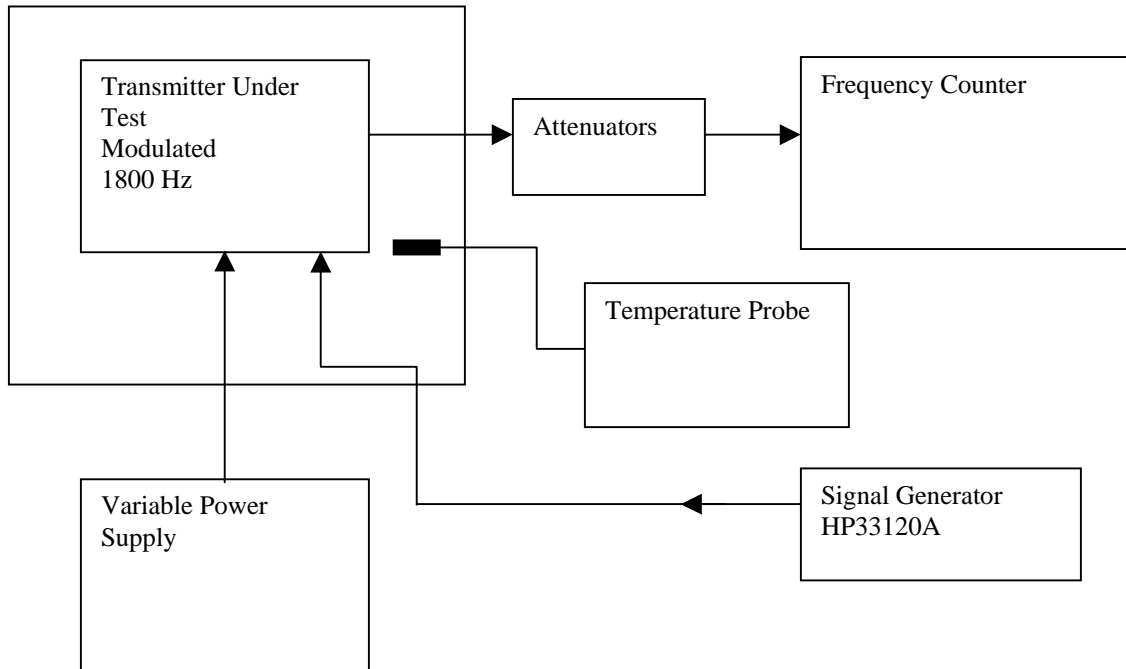 Transmitter Under
Test
Modulated
1800 Hz
Attenuators
Frequency Counter
Temperature Probe
Variable Power
Supply
Signal Generator
HP33120A